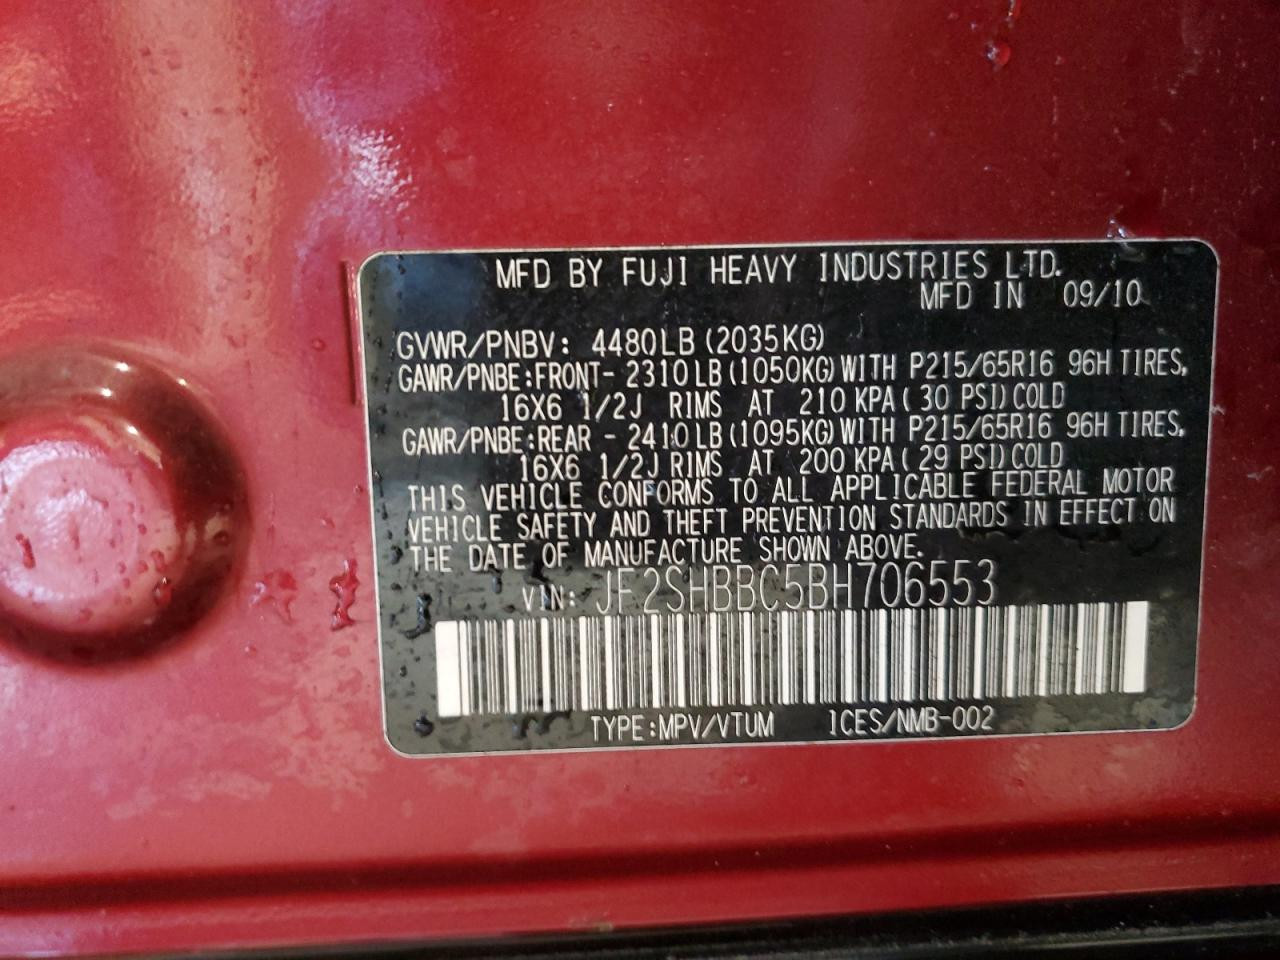 MFD BY FUJI HEAVY INDUSTRIES LTD.
MFD IN 09/10
GVWR/PNBV: 4480LB (2035KG)
GAWR/PNBE:FRONT- 2310LB (1050KG) WITH P215/65R16 96H TIRES,
16X6 1/2J RIMS AT 210 KPA ( 30 PSI) COLD
GAWR/PNBE:REAR - 2410LB (1095KG) WITH P215/65R16 96H TIRES,
16X6 1/2J RIMS AT 200 KPA ( 29 PSI) COLD
THIS VEHICLE CONFORMS TO ALL APPLICABLE FEDERAL MOTOR
VEHICLE SAFETY AND THEFT PREVENTION STANDARDS IN EFFECT ON
THE DATE OF MANUFACTURE SHOWN ABOVE.
VIN: JF2SHBBC5BH706553
TYPE:MPV/VTUM 1CES/NMB-002